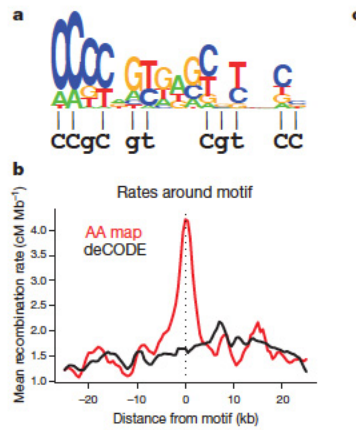 a
c
CCgC gt Cgt CC
b
Rates around motif
Mean recombination rate (cM Mb⁻¹)
AA map
deCODE
4.0
3.5
3.0
2.5
2.0
1.5
1.0
−20 −10 0 10 20
Distance from motif (kb)